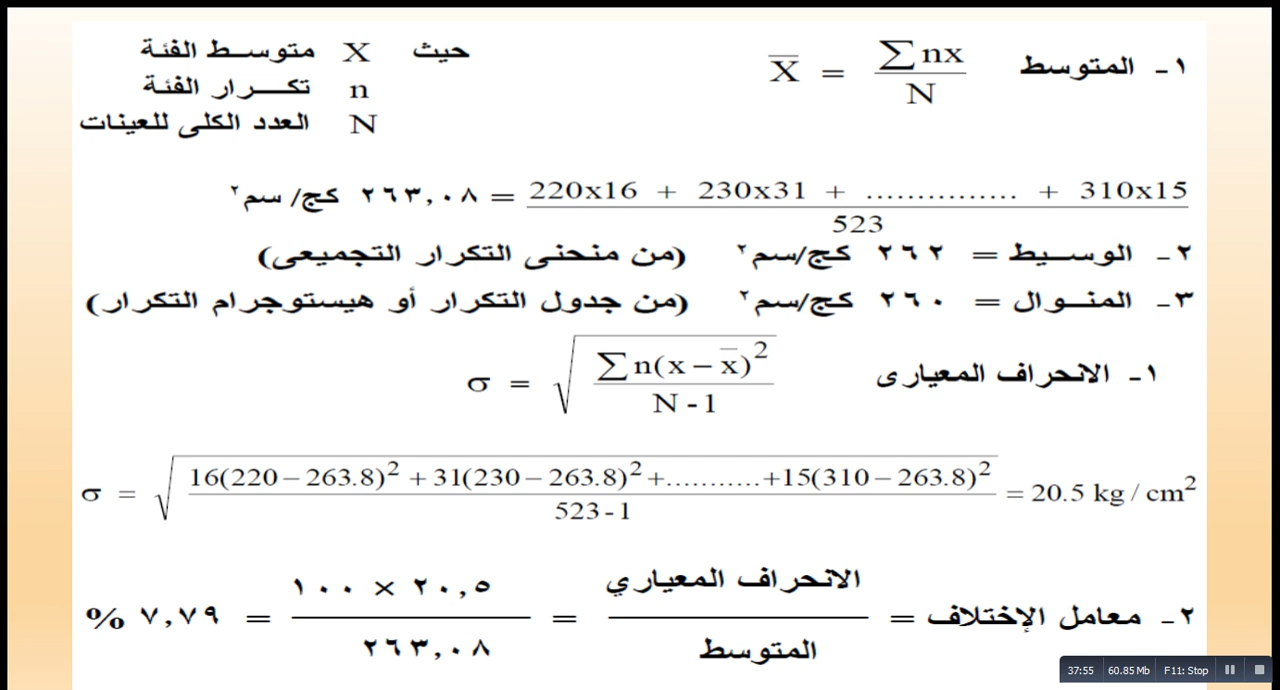 ١- المتوسط X̄ = ∑nx / N حيث X متوسط الفئة
n تكرار الفئة
N العدد الكلى للعينات
220x16 + 230x31 + ............... + 310x15 / 523 = ٢٦٣,٠٨ كج/ سم٢
٢- الوسيط = ٢٦٢ كج/سم٢ (من منحنى التكرار التجميعى)
٣- المنوال = ٢٦٠ كج/سم٢ (من جدول التكرار أو هيستوجرام التكرار)
١- الانحراف المعيارى σ = √(∑n(x – x̄)² / N - 1)
σ = √(16(220 – 263.8)² + 31(230 – 263.8)² +...........+15(310 – 263.8)² / 523 - 1) = 20.5 kg / cm²
٢- معامل الإختلاف = الانحراف المعياري / المتوسط = ٢٠,٥ × ١٠٠ / ٢٦٣,٠٨ = ٧,٧٩ %
37:55 60.85 Mb F11: Stop